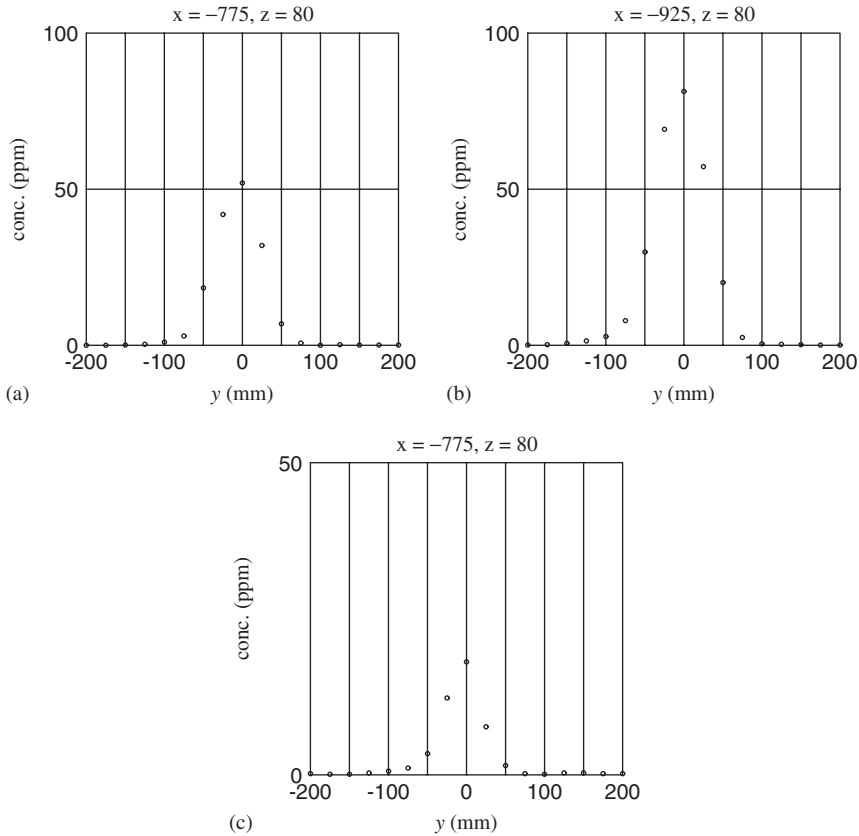 x = −775, z = 80
100
50
0
conc. (ppm)
-200 -100 0 100 200
y (mm)
(a)
x = −925, z = 80
100
50
0
conc. (ppm)
-200 -100 0 100 200
y (mm)
(b)
x = −775, z = 80
50
0
conc. (ppm)
-200 -100 0 100 200
y (mm)
(c)